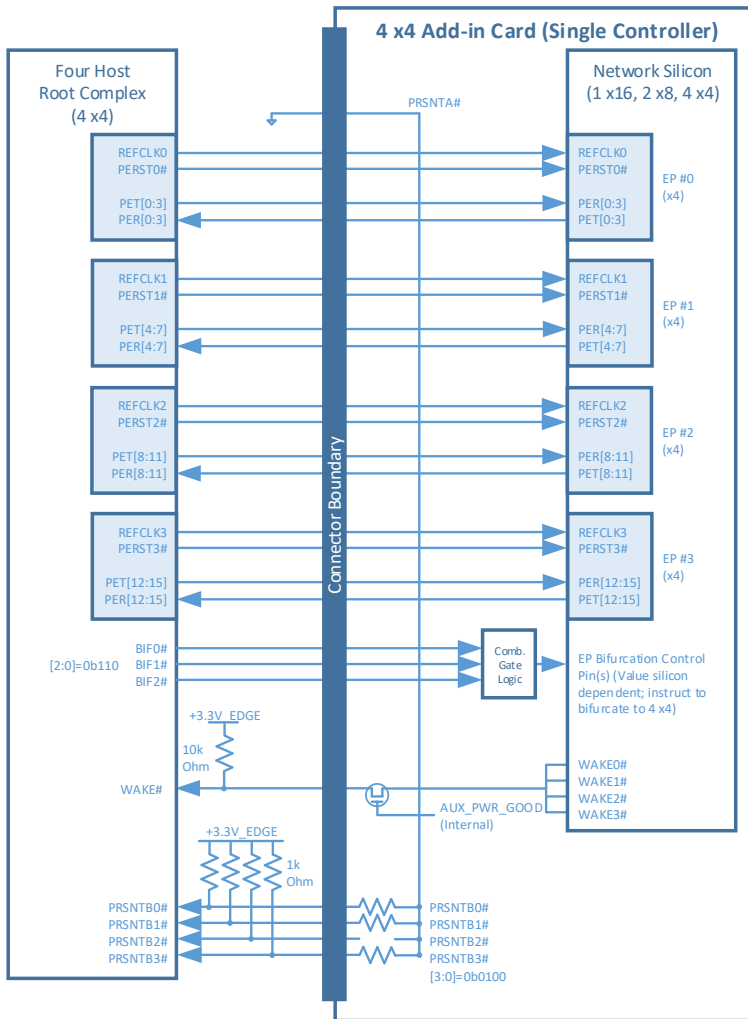 4 x4 Add-in Card (Single Controller)
Four Host
Root Complex
(4 x4)
Network Silicon
(1 x16, 2 x8, 4 x4)
PRSNTA#
REFCLK0
PERST0#
PET[0:3]
PER[0:3]
REFCLK0
PERST0#
PER[0:3]
PET[0:3]
EP #0
(x4)
REFCLK1
PERST1#
PET[4:7]
PER[4:7]
REFCLK1
PERST1#
PER[4:7]
PET[4:7]
EP #1
(x4)
REFCLK2
PERST2#
PET[8:11]
PER[8:11]
REFCLK2
PERST2#
PER[8:11]
PET[8:11]
EP #2
(x4)
REFCLK3
PERST3#
PET[12:15]
PER[12:15]
REFCLK3
PERST3#
PER[12:15]
PET[12:15]
EP #3
(x4)
Connector Boundary
BIF0#
[2:0]=0b110
BIF1#
BIF2#
Comb.
Gate
Logic
EP Bifurcation Control
Pin(s) (Value silicon
dependent; instruct to
bifurcate to 4 x4)
+3.3V_EDGE
10k
Ohm
WAKE#
AUX_PWR_GOOD
(Internal)
WAKE0#
WAKE1#
WAKE2#
WAKE3#
+3.3V_EDGE
1k
Ohm
PRSNTB0#
PRSNTB1#
PRSNTB2#
PRSNTB3#
PRSNTB0#
PRSNTB1#
PRSNTB2#
PRSNTB3#
[3:0]=0b0100